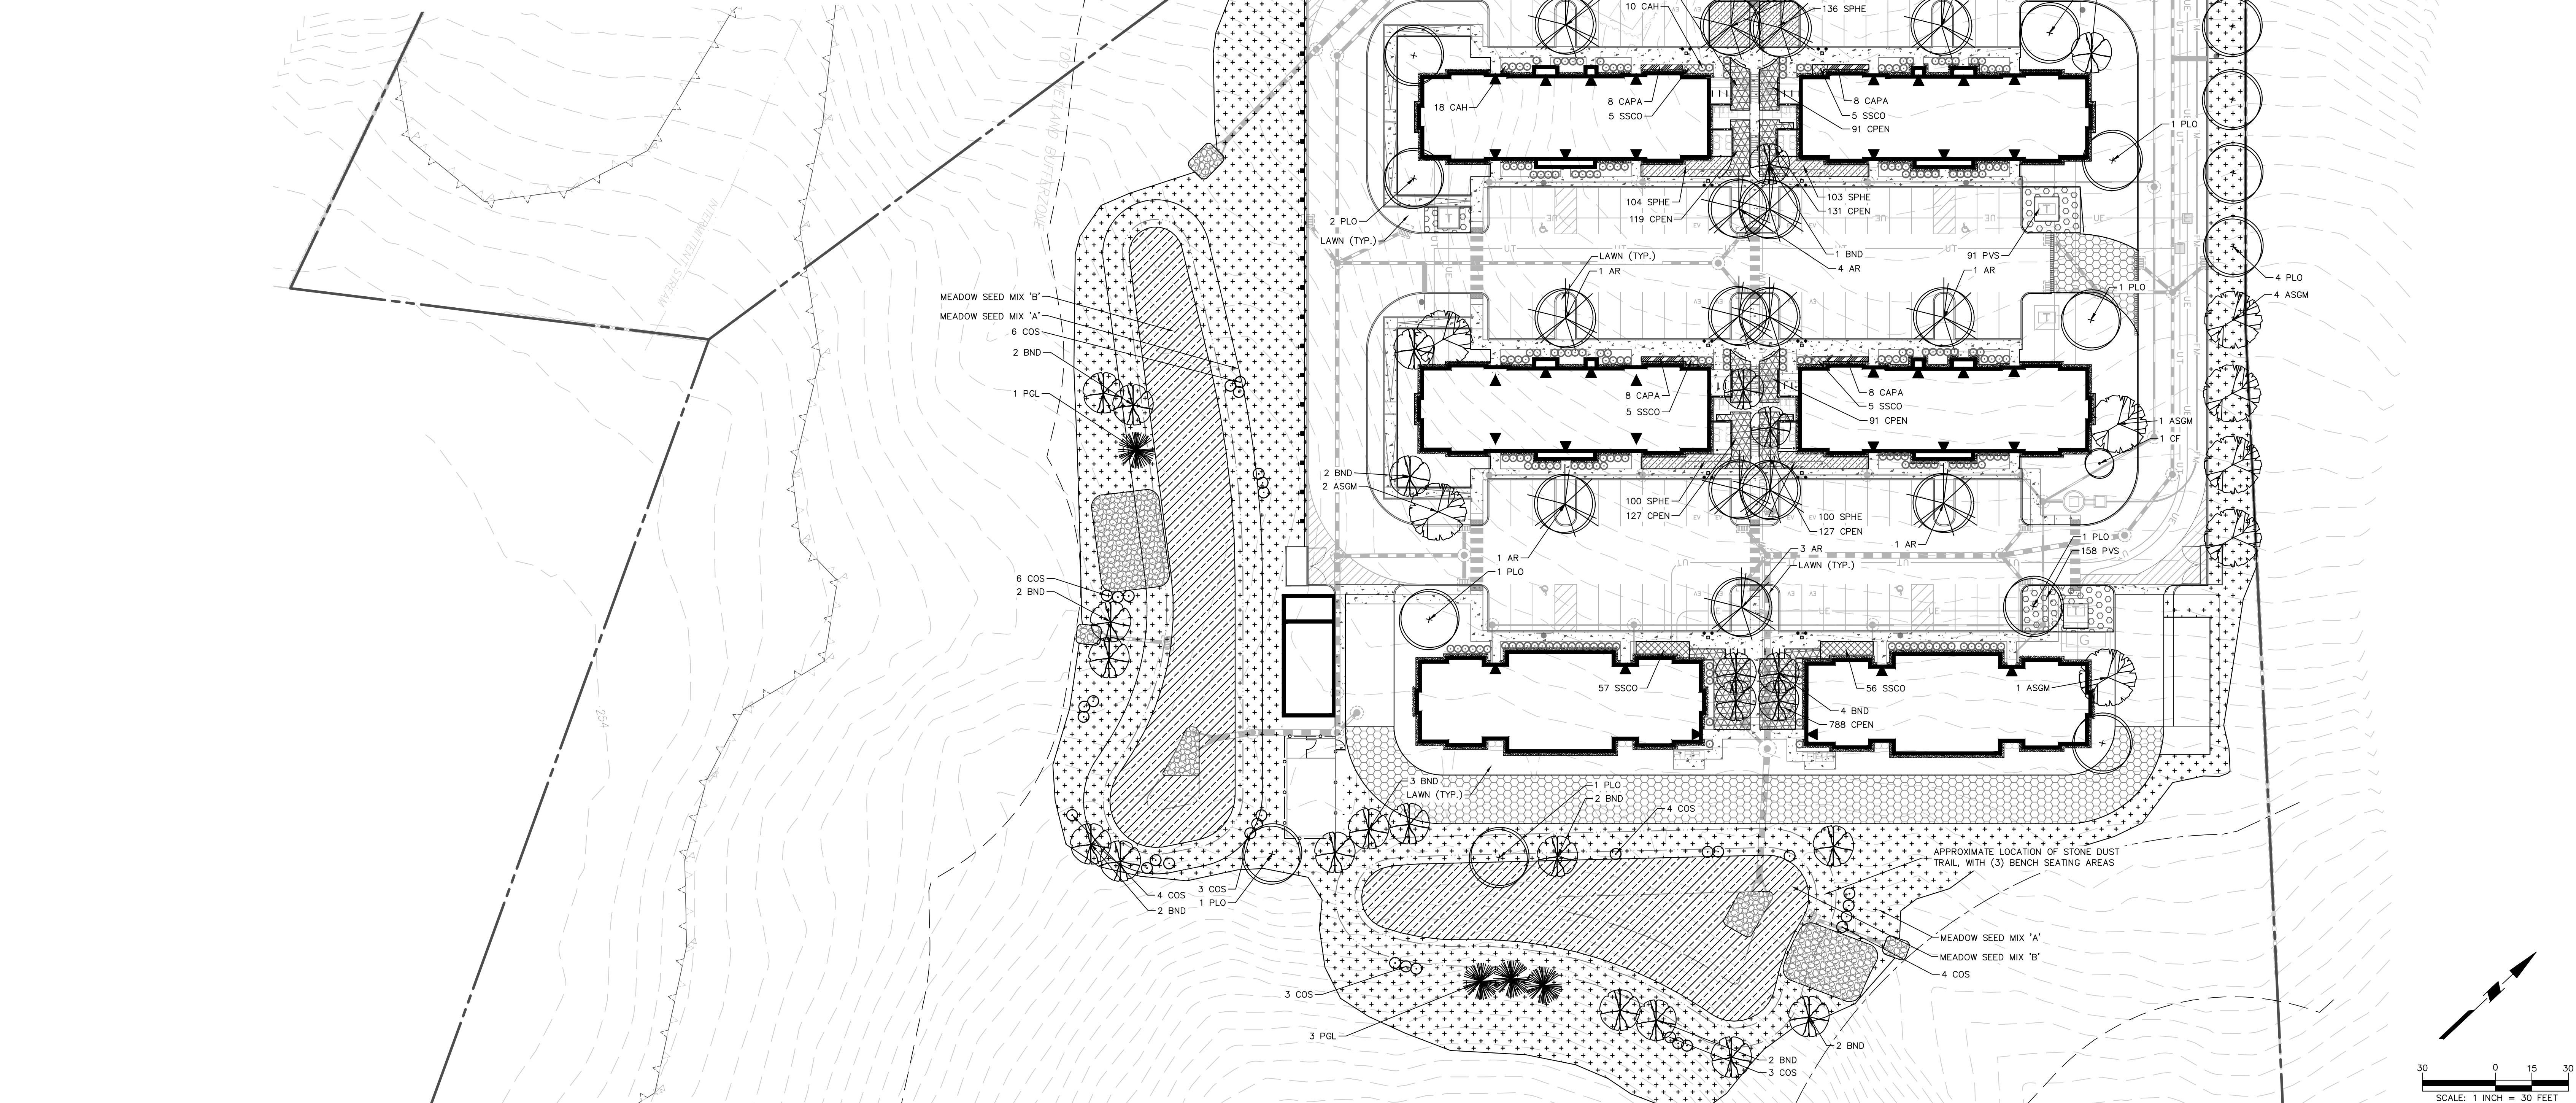 10 CAH
136 SPHE
18 CAH
8 CAPA
5 SSCO
8 CAPA
5 SSCO
91 CPEN
1 PLO
2 PLO
LAWN (TYP.)
104 SPHE
119 CPEN
103 SPHE
131 CPEN
1 BND
4 AR
91 PVS
1 AR
LAWN (TYP.)
1 AR
1 PLO
4 PLO
4 ASGM
INTERMITTENT STREAM
MEADOW SEED MIX 'B'
MEADOW SEED MIX 'A'
6 COS
2 BND
1 PGL
8 CAPA
5 SSCO
8 CAPA
5 SSCO
91 CPEN
1 ASGM
1 CF
2 BND
2 ASGM
100 SPHE
127 CPEN
100 SPHE
127 CPEN
1 AR
1 PLO
3 AR
LAWN (TYP.)
1 AR
1 PLO
158 PVS
6 COS
2 BND
57 SSCO
56 SSCO
1 ASGM
4 BND
788 CPEN
254
3 BND
LAWN (TYP.)
1 PLO
2 BND
4 COS
APPROXIMATE LOCATION OF STONE DUST
TRAIL, WITH (3) BENCH SEATING AREAS
4 COS
2 BND
3 COS
1 PLO
MEADOW SEED MIX 'A'
MEADOW SEED MIX 'B'
4 COS
3 COS
3 PGL
2 BND
2 BND
3 COS
30 0 15 30
SCALE: 1 INCH = 30 FEET